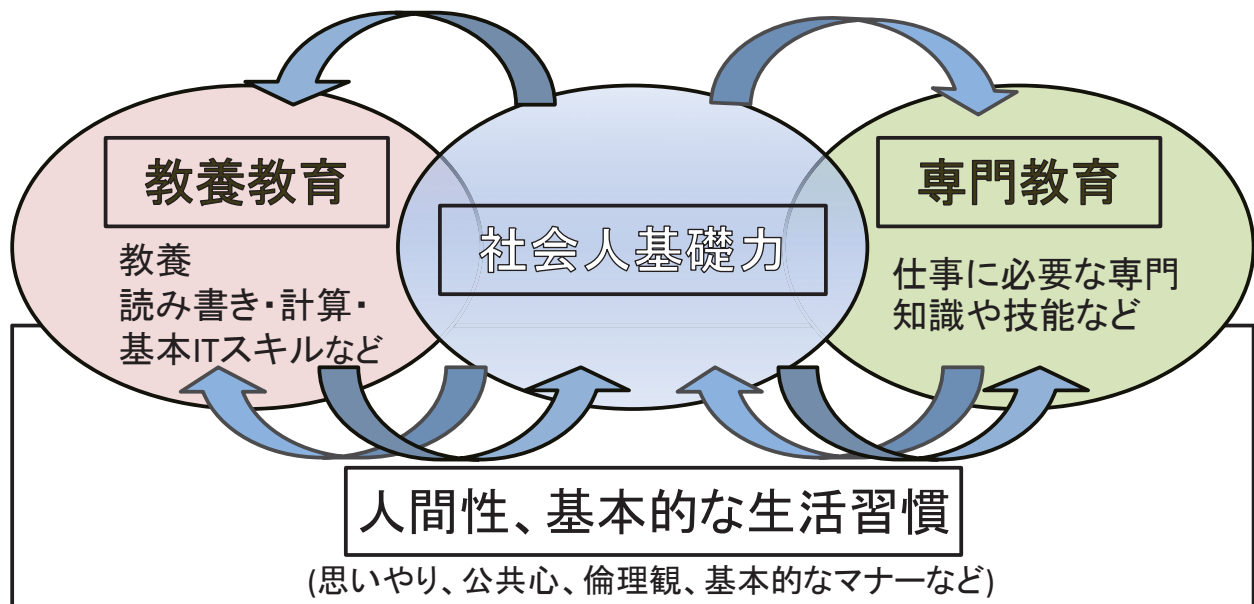 教養教育
教養
読み書き・計算・
基本ITスキルなど
社会人基礎力
専門教育
仕事に必要な専門
知識や技能など
人間性、基本的な生活習慣
(思いやり、公共心、倫理観、基本的なマナーなど)